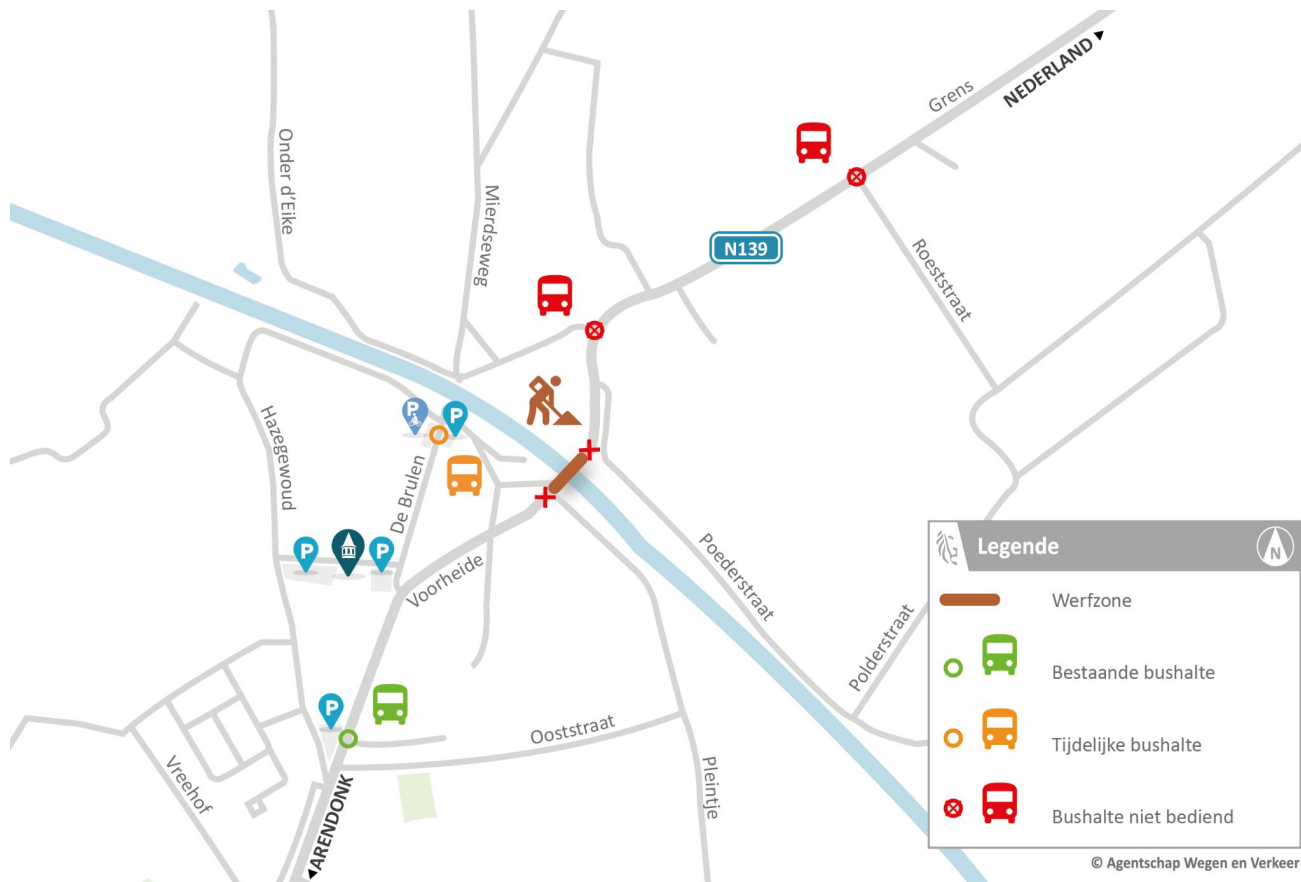 NEDERLAND
Grens
Onder d'Eike
Mierdseweg
N139
Roeststraat
P
P
Hazegewoud
De Brulen
P
P
Voorheide
Poederstraat
Polderstraat
P
Ooststraat
Vreehof
Pleintje
ARENDONK
Legende
N
Werfzone
Bestaande bushalte
Tijdelijke bushalte
Bushalte niet bediend
© Agentschap Wegen en Verkeer